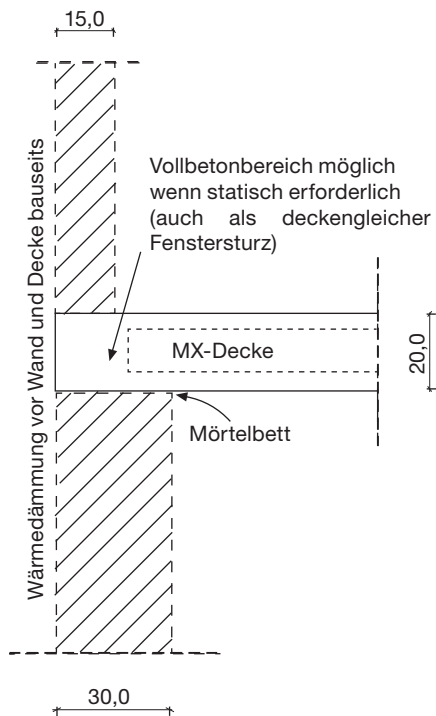 15,0
Wärmedämmung vor Wand und Decke bauseits
Vollbetonbereich möglich
wenn statisch erforderlich
(auch als deckengleicher
Fenstersturz)
MX-Decke
20,0
Mörtelbett
30,0